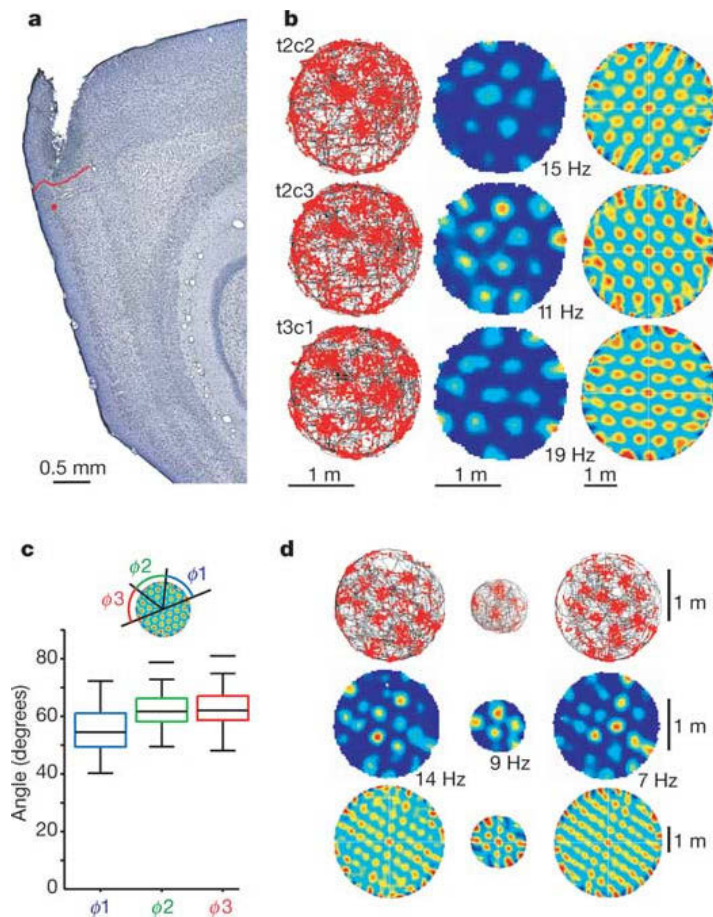 a
0.5 mm
b
t2c2
15 Hz
t2c3
11 Hz
t3c1
19 Hz
1 m
1 m
1 m
c
ϕ1
ϕ2
ϕ3
Angle (degrees)
80
60
40
20
0
ϕ1
ϕ2
ϕ3
d
1 m
14 Hz
9 Hz
7 Hz
1 m
1 m